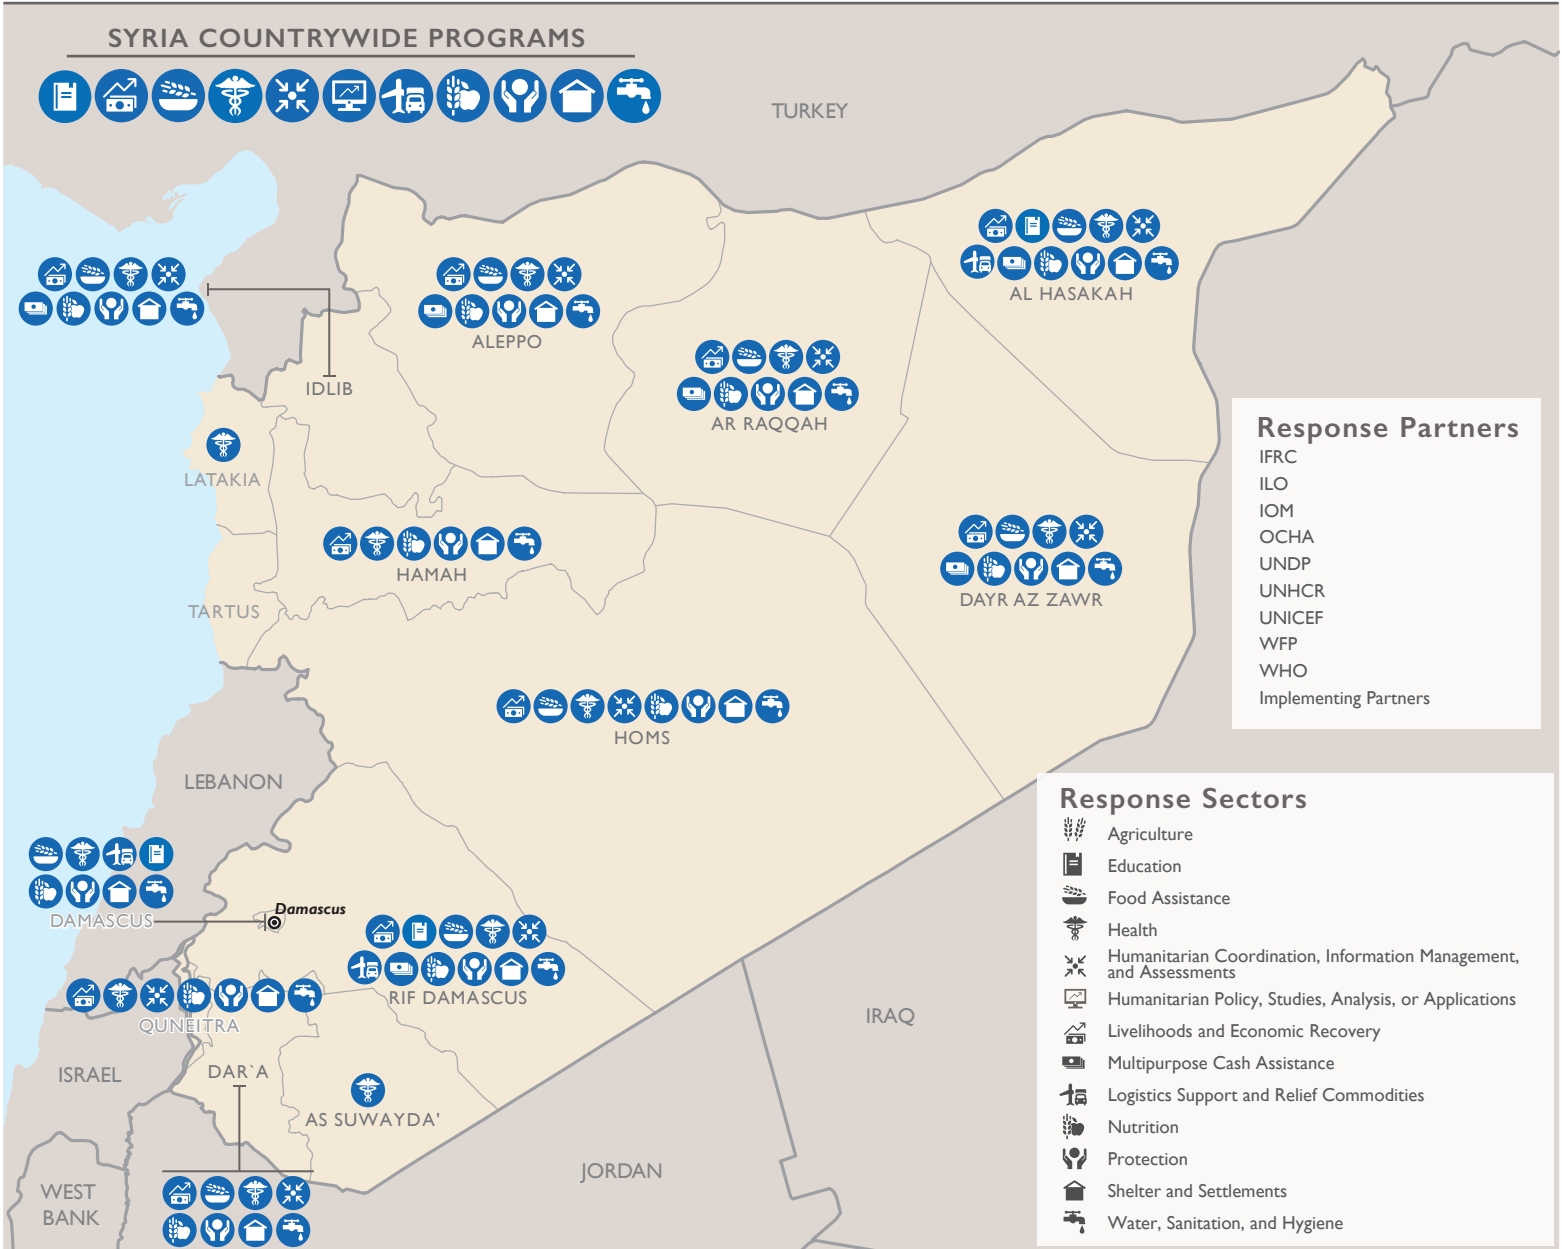 SYRIA COUNTRYWIDE PROGRAMS
TURKEY
AL HASAKAH
ALEPPO
IDLIB
AR RAQQAH
LATAKIA
HAMAH
DAYR AZ ZAWR
TARTUS
HOMS
LEBANON
Damascus
DAMASCUS
RIF DAMASCUS
QUNEITRA
IRAQ
ISRAEL
DAR`A
AS SUWAYDA'
JORDAN
WEST
BANK
Response Partners
IFRC
ILO
IOM
OCHA
UNDP
UNHCR
UNICEF
WFP
WHO
Implementing Partners
Response Sectors
Agriculture
Education
Food Assistance
Health
Humanitarian Coordination, Information Management,
and Assessments
Humanitarian Policy, Studies, Analysis, or Applications
Livelihoods and Economic Recovery
Multipurpose Cash Assistance
Logistics Support and Relief Commodities
Nutrition
Protection
Shelter and Settlements
Water, Sanitation, and Hygiene